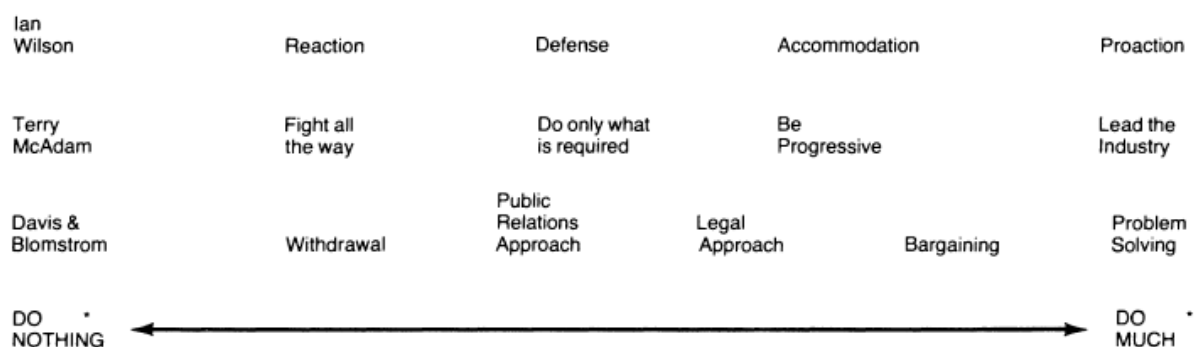 Ian
Wilson Reaction Defense Accommodation Proaction
Terry Fight all Do only what Be Lead the
McAdam the way is required Progressive Industry
Public
Davis & Relations Legal Problem
Blomstrom Withdrawal Approach Approach Bargaining Solving
DO * DO *
NOTHING MUCH